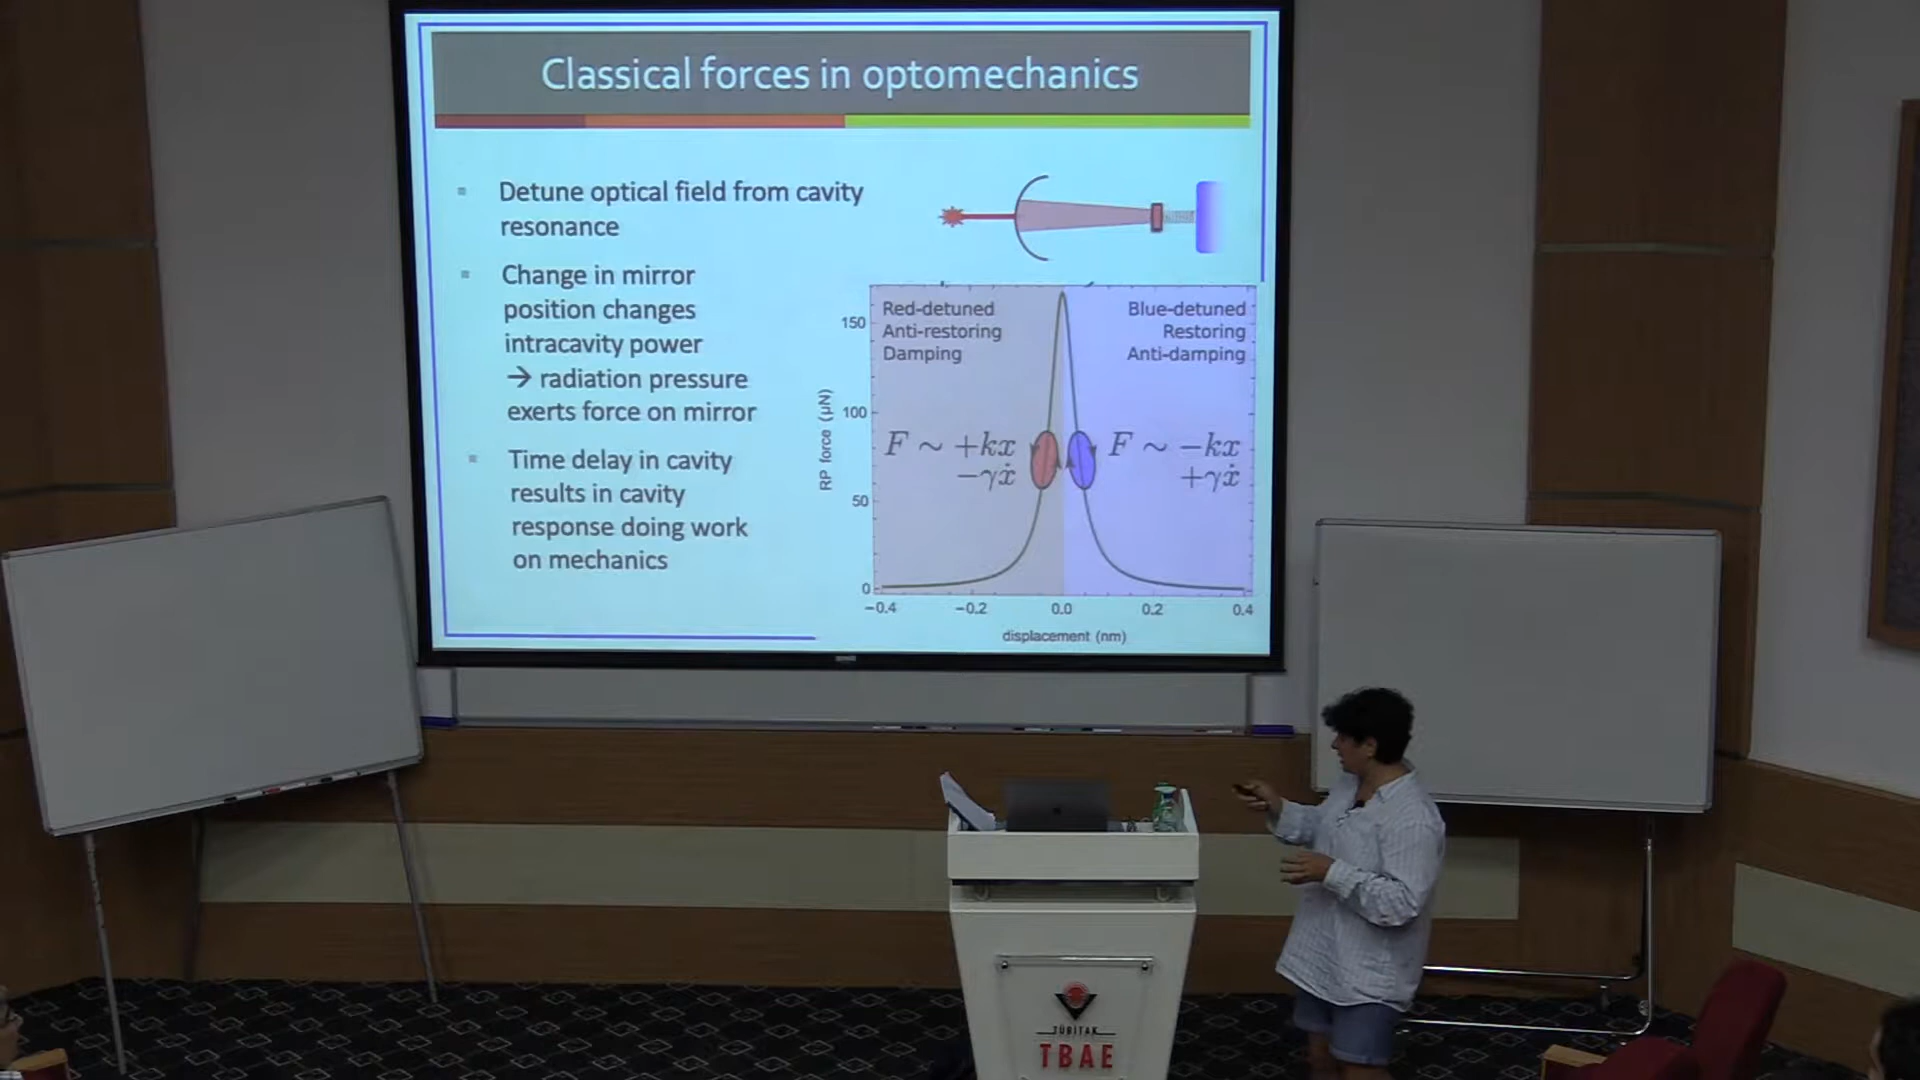 Classical forces in optomechanics
Detune optical field from cavity
resonance
Change in mirror
position changes
intracavity power
→ radiation pressure
exerts force on mirror
Time delay in cavity
results in cavity
response doing work
on mechanics
Red-detuned
Anti-restoring
Damping
Blue-detuned
Restoring
Anti-damping
F ~ +kx
−γẋ
F ~ −kx
+γẋ
RP force (μN)
150
100
50
0
−0.4 −0.2 0.0 0.2 0.4
displacement (nm)
TÜBİTAK
TBAE